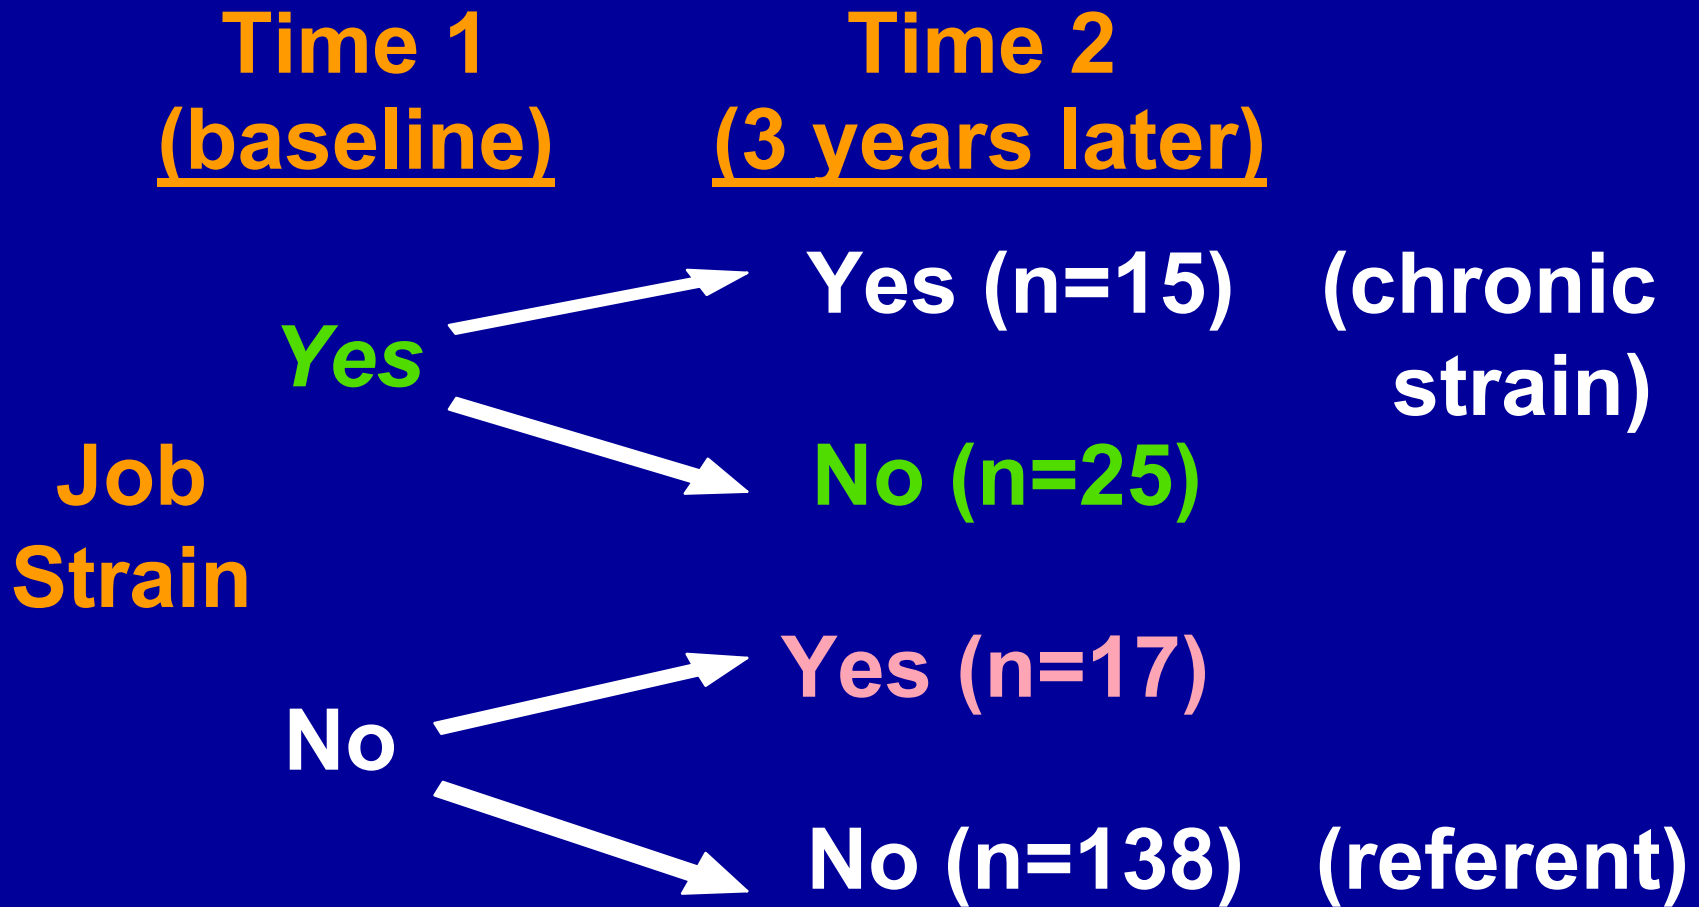 Time 1 Time 2
(baseline) (3 years later)
Yes (n=15) (chronic
Yes
strain)
Job
No (n=25)
Strain
Yes (n=17)
No
No (n=138) (referent)